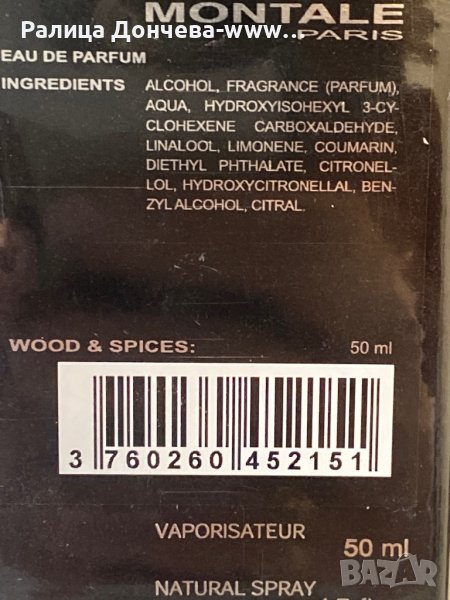 MONTALE
Ралица Дончева-www....
PARIS
EAU DE PARFUM
INGREDIENTS ALCOHOL, FRAGRANCE (PARFUM),
AQUA, HYDROXYISOHEXYL 3-CY-
CLOHEXENE CARBOXALDEHYDE,
LINALOOL, LIMONENE, COUMARIN,
DIETHYL PHTHALATE, CITRONEL-
LOL, HYDROXYCITRONELLAL, BEN-
ZYL ALCOHOL, CITRAL.
WOOD & SPICES: 50 ml
3 760260 452151
VAPORISATEUR
50 ml
NATURAL SPRAY
BAZAR